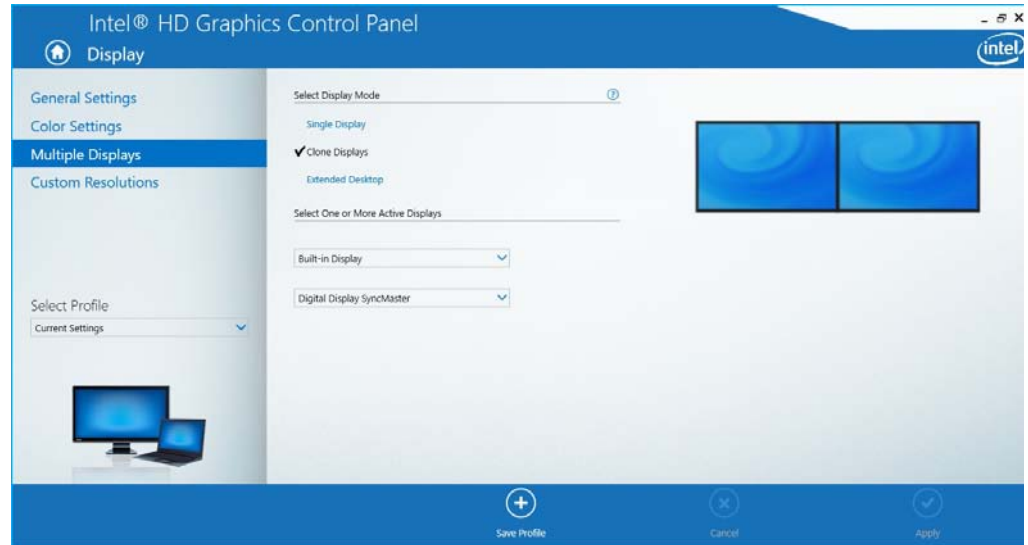 Intel® HD Graphics Control Panel
Display
intel
General Settings
Color Settings
Multiple Displays
Custom Resolutions
Select Profile
Current Settings
Select Display Mode
?
Single Display
Clone Displays
Extended Desktop
Select One or More Active Displays
Built-in Display
Digital Display SyncMaster
Save Profile
Cancel
Apply